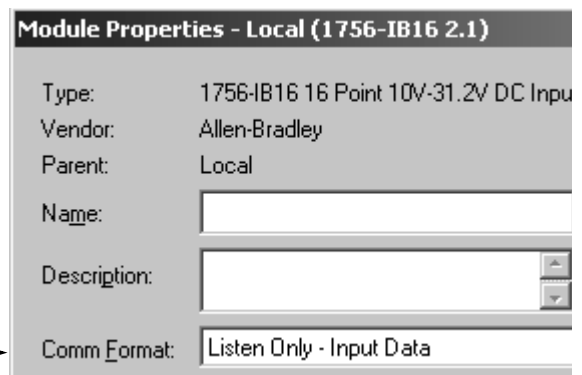 Module Properties - Local (1756-IB16 2.1)
Type: 1756-IB16 16 Point 10V-31.2V DC Inpu
Vendor: Allen-Bradley
Parent: Local
Name:
Description:
Comm Format: Listen Only - Input Data